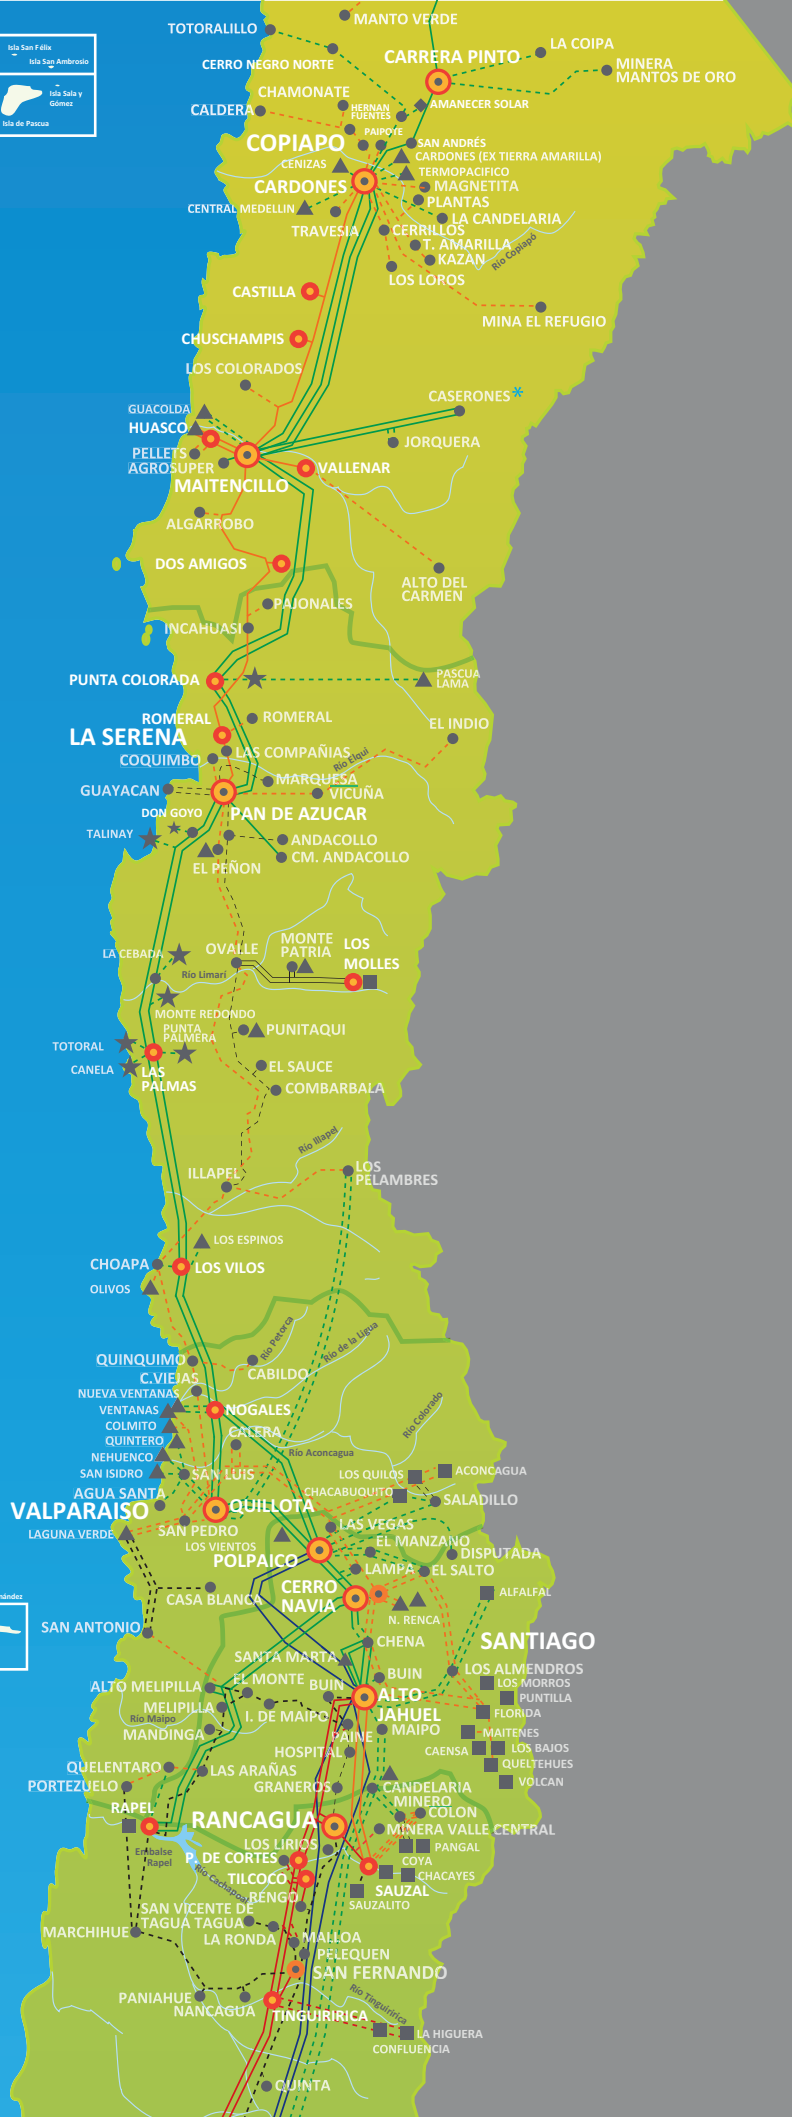 MANTO VERDE
TOTORALILLO
LA COIPA
CARRERA PINTO
CERRO NEGRO NORTE
MINERA
MANTOS DE ORO
Isla San Félix
Isla San Ambrosio
Isla Sala y
Gómez
Isla de Pascua
CHAMONATE
CALDERA
HERNAN
FUENTES
AMANECER SOLAR
PAIPOTE
COPIAPO
SAN ANDRÉS
CARDONES (EX TIERRA AMARILLA)
CENIZAS
TERMOPACIFICO
CARDONES
MAGNETITA
PLANTAS
CENTRAL MEDELLIN
LA CANDELARIA
TRAVESIA
CERRILLOS
T. AMARILLA
Río Copiapó
KAZAN
LOS LOROS
CASTILLA
MINA EL REFUGIO
CHUSCHAMPIS
LOS COLORADOS
CASERONES*
GUACOLDA
HUASCO
JORQUERA
PELLETS
AGROSUPER
VALLENAR
MAITENCILLO
ALGARROBO
DOS AMIGOS
ALTO DEL
CARMEN
PAJONALES
INCAHUASI
PUNTA COLORADA
PASCUA
LAMA
ROMERAL
ROMERAL
EL INDIO
LA SERENA
LAS COMPAÑIAS
COQUIMBO
Río Elqui
MARQUESA
GUAYACAN
VICUÑA
DON GOYO
PAN DE AZUCAR
TALINAY
ANDACOLLO
CM. ANDACOLLO
EL PEÑON
LA CEBADA
OVALLE
MONTE
PATRIA
LOS
MOLLES
Río Limarí
MONTE REDONDO
PUNTA
PALMERA
PUNITAQUI
TOTORAL
CANELA
LAS
PALMAS
EL SAUCE
COMBARBALA
Río Illapel
ILLAPEL
LOS
PELAMBRES
LOS ESPINOS
CHOAPA
LOS VILOS
OLIVOS
Río Petorca
Río de la Ligua
QUINQUIMO
C.VIEJAS
CABILDO
NUEVA VENTANAS
VENTANAS
NOGALES
COLMITO
Río Colorado
QUINTERO
CALERA
NEHUENCO
Río Aconcagua
SAN ISIDRO
SAN LUIS
LOS QUILOS
ACONCAGUA
CHACABUQUITO
AGUA SANTA
SALADILLO
VALPARAISO
QUILLOTA
LAGUNA VERDE
SAN PEDRO
LAS VEGAS
LOS VIENTOS
EL MANZANO
POLPAICO
DISPUTADA
LAMPA
EL SALTO
CERRO
NAVIA
CASA BLANCA
ALFALFAL
nández
N. RENCA
SAN ANTONIO
CHENA
SANTIAGO
SANTA MARTA
LOS ALMENDROS
EL MONTE
BUIN
BUIN
ALTO MELIPILLA
LOS MORROS
ALTO
JAHUEL
PUNTILLA
MELIPILLA
I. DE MAIPO
FLORIDA
Río Maipo
MAIPO
MANDINGA
PAINE
MAITENES
HOSPITAL
CAENSA
LOS BAJOS
QUELTEHUES
QUELENTARO
LAS ARAÑAS
PORTEZUELO
GRANEROS
CANDELARIA
VOLCAN
MINERO
RAPEL
RANCAGUA
COLON
MINERA VALLE CENTRAL
LOS LIRIOS
PANGAL
Embalse
Rapel
P. DE CORTES
COYA
Río Cachapoal
TILCOCO
CHACAYES
RENGO
SAUZAL
SAUZALITO
SAN VICENTE DE
TAGUA TAGUA
MARCHIHUE
LA RONDA
MALLOA
PELEQUEN
SAN FERNANDO
PANIAHUE
NANCAGUA
Río Tinguiririca
TINGUIRIRICA
LA HIGUERA
CONFLUENCIA
QUINTA